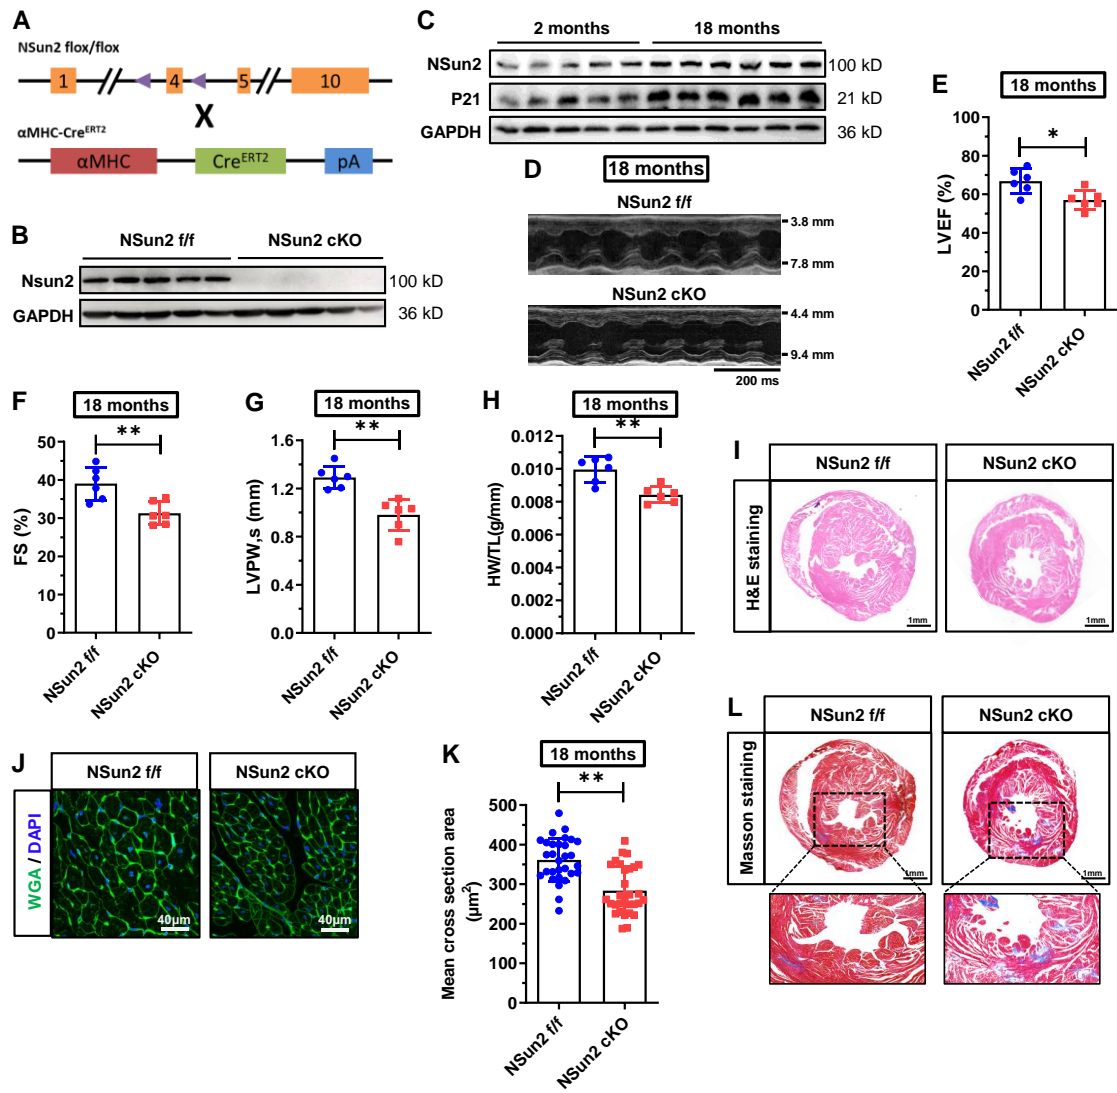 A
NSun2 flox/flox
1
4
5
10
X
αMHC-CreERT2
αMHC
CreERT2
pA
B
NSun2 f/f
NSun2 cKO
Nsun2
100 kD
GAPDH
36 kD
C
2 months
18 months
NSun2
100 kD
P21
21 kD
GAPDH
36 kD
D
18 months
NSun2 f/f
3.8 mm
7.8 mm
NSun2 cKO
4.4 mm
9.4 mm
200 ms
E
18 months
*
100
80
60
40
20
0
LVEF (%)
NSun2 f/f
NSun2 cKO
F
18 months
**
50
40
30
20
10
0
FS (%)
NSun2 f/f
NSun2 cKO
G
18 months
**
1.6
1.2
0.8
0.4
0.0
LVPW,s (mm)
NSun2 f/f
NSun2 cKO
H
18 months
**
0.012
0.010
0.008
0.006
0.004
0.002
0.000
HW/TL(g/mm)
NSun2 f/f
NSun2 cKO
I
NSun2 f/f
NSun2 cKO
H&E staining
1mm
1mm
J
NSun2 f/f
NSun2 cKO
WGA / DAPI
40μm
40μm
K
18 months
**
500
400
300
200
100
0
Mean cross section area
(μm²)
NSun2 f/f
NSun2 cKO
L
NSun2 f/f
NSun2 cKO
Masson staining
1mm
1mm